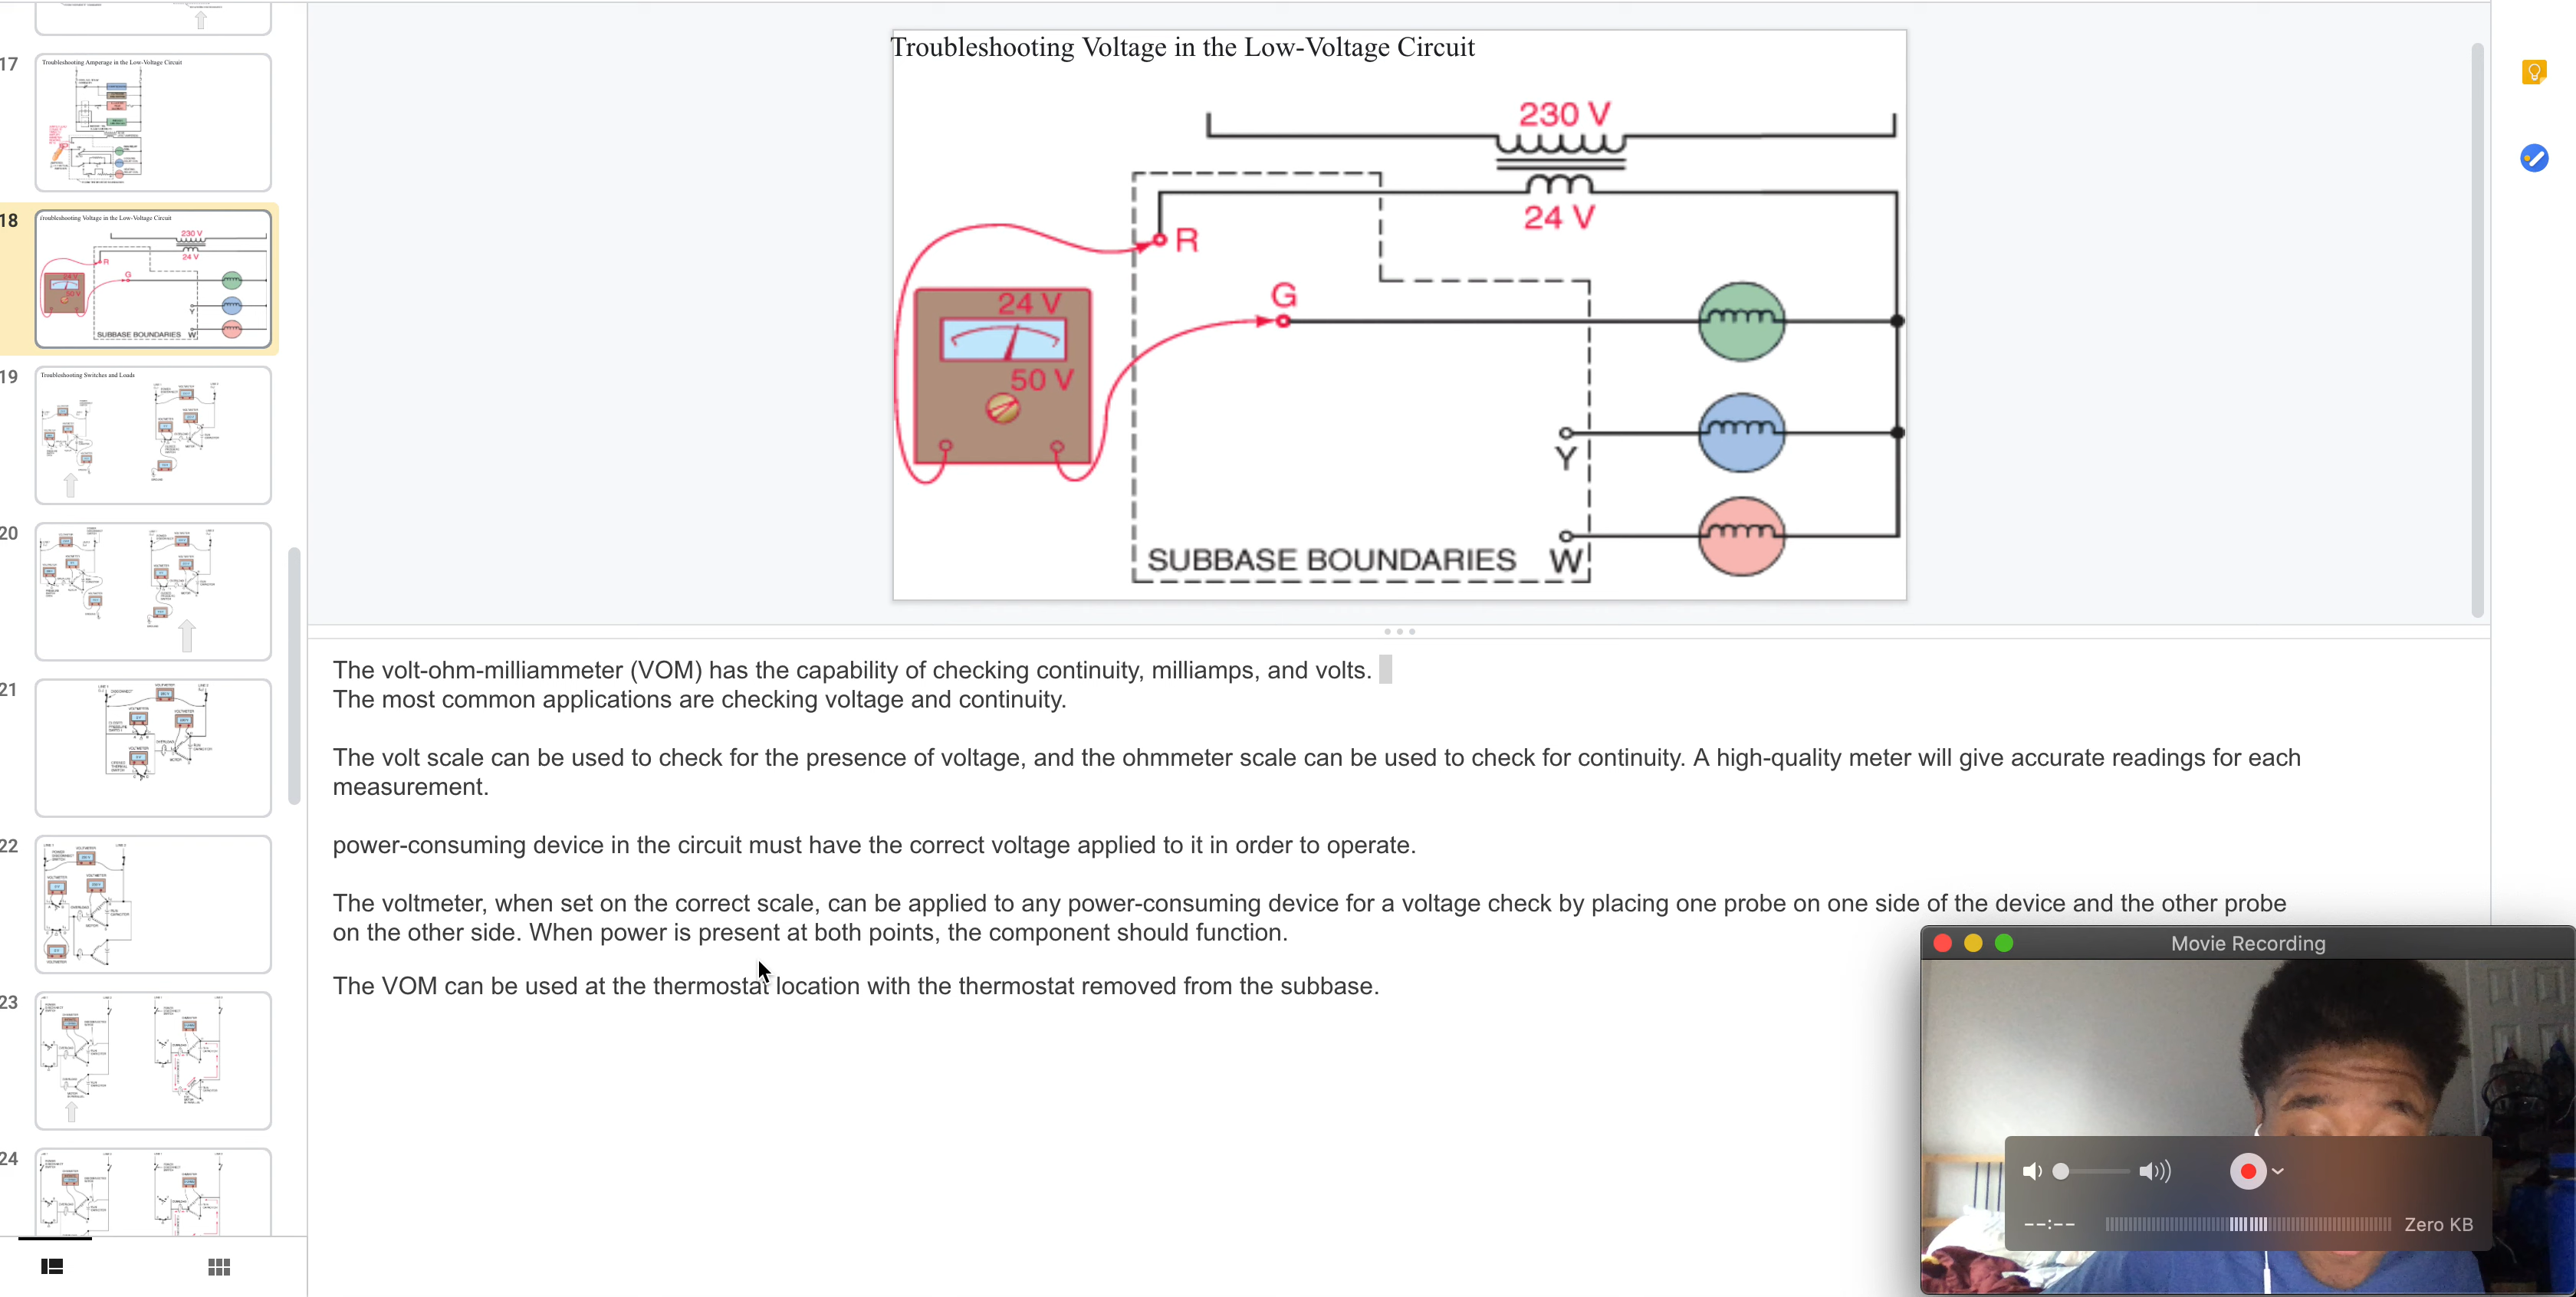 17
Troubleshooting Amperage in the Low-Voltage Circuit
18
Troubleshooting Voltage in the Low-Voltage Circuit
230 V
24 V
R
G
24 V
50 V
Y
SUBBASE BOUNDARIES W
19
Troubleshooting Switches and Loads
20
21
22
23
24
Troubleshooting Voltage in the Low-Voltage Circuit
230 V
24 V
R
G
24 V
50 V
Y
SUBBASE BOUNDARIES W
The volt-ohm-milliammeter (VOM) has the capability of checking continuity, milliamps, and volts.
The most common applications are checking voltage and continuity.
The volt scale can be used to check for the presence of voltage, and the ohmmeter scale can be used to check for continuity. A high-quality meter will give accurate readings for each
measurement.
power-consuming device in the circuit must have the correct voltage applied to it in order to operate.
The voltmeter, when set on the correct scale, can be applied to any power-consuming device for a voltage check by placing one probe on one side of the device and the other probe
on the other side. When power is present at both points, the component should function.
The VOM can be used at the thermostat location with the thermostat removed from the subbase.
Movie Recording
--:--
Zero KB